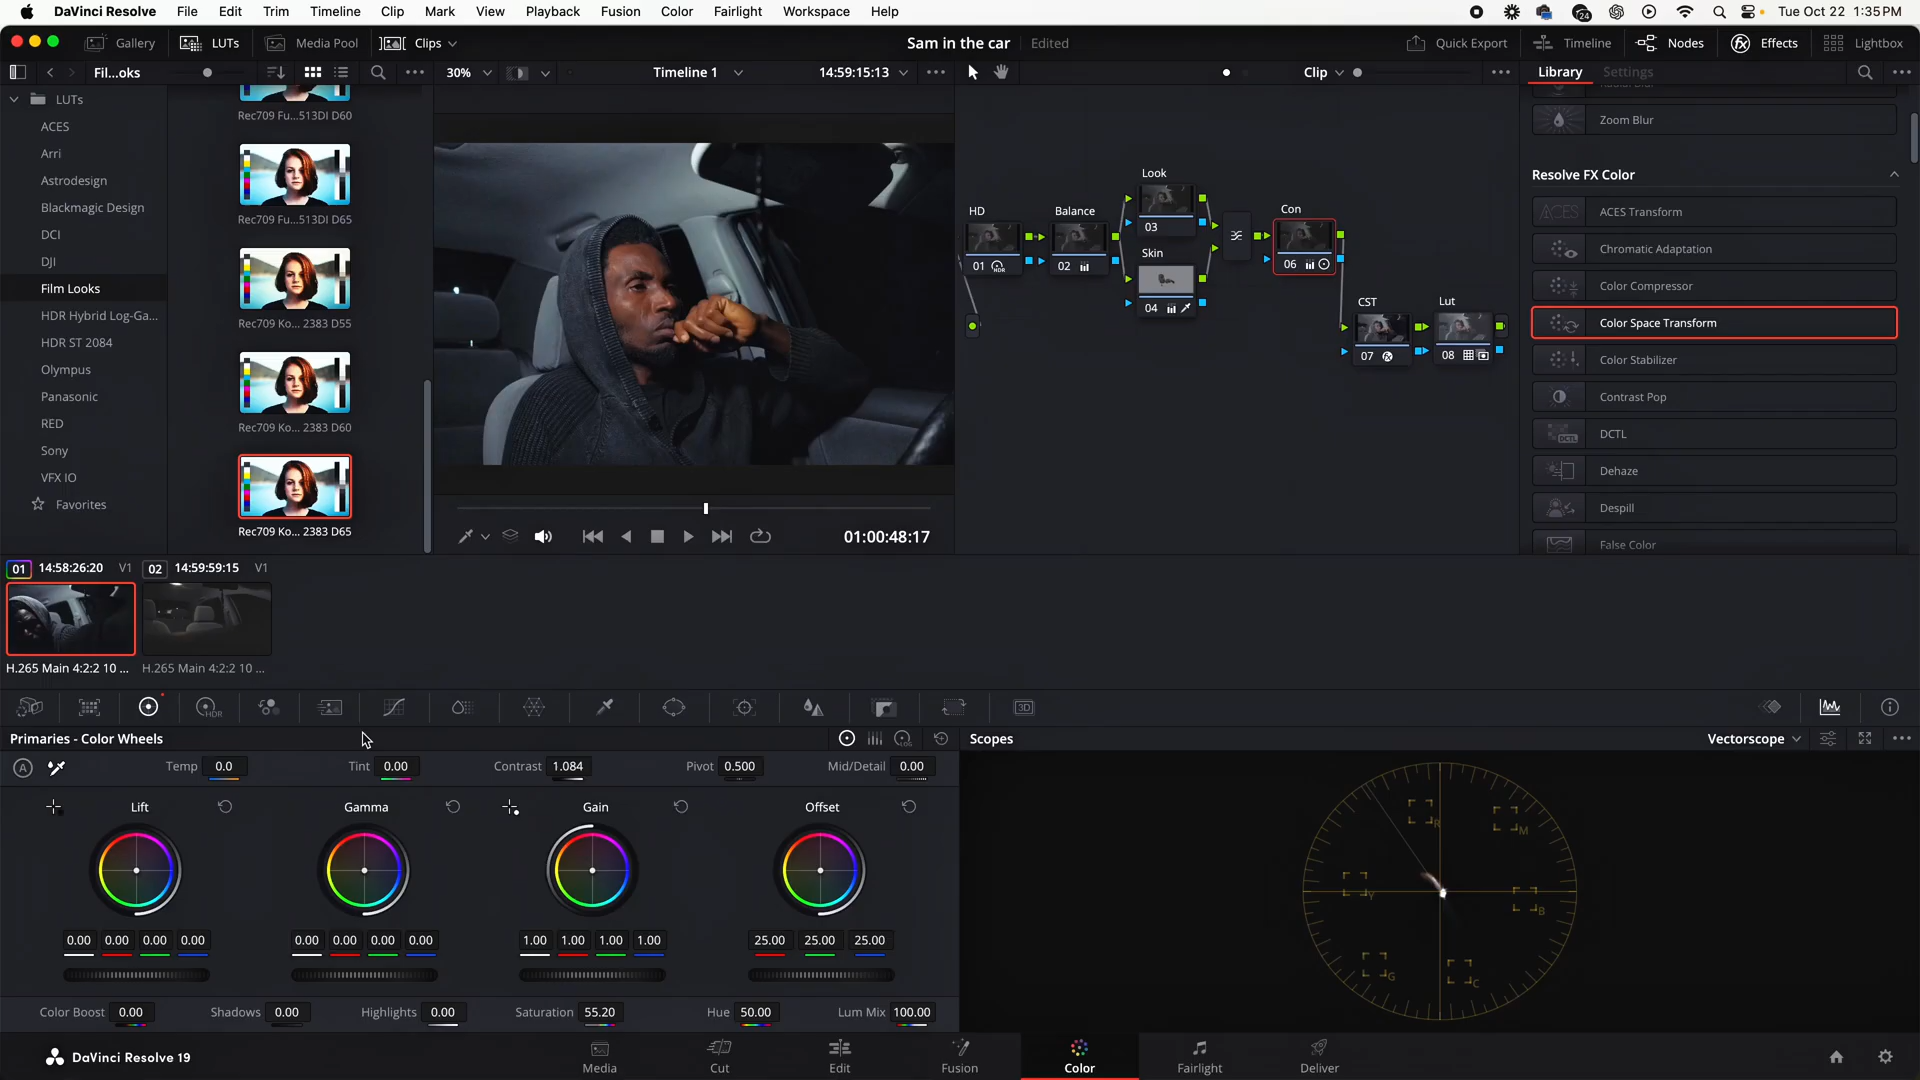 DaVinci Resolve File Edit Trim Timeline Clip Mark View Playback Fusion Color Fairlight Workspace Help 24 Tue Oct 22 1:35 PM
Gallery LUTs Media Pool Clips Sam in the car Edited Quick Export Timeline Nodes Effects Lightbox
Fil...oks 30% Timeline 1 14:59:15:13 Clip Library Settings
LUTs
ACES
Arri
Astrodesign
Blackmagic Design
DCI
DJI
Film Looks
HDR Hybrid Log-Ga...
HDR ST 2084
Olympus
Panasonic
RED
Sony
VFX IO
Favorites
Rec709 Fu...513DI D60
Rec709 Fu...513DI D65
Rec709 Ko... 2383 D55
Rec709 Ko... 2383 D60
Rec709 Ko... 2383 D65
01:00:48:17
HD
01 HDR
Balance
02
Look
03
Skin
04
Con
06
CST
07
Lut
08
Zoom Blur
Resolve FX Color
ACES ACES Transform
Chromatic Adaptation
Color Compressor
Color Space Transform
Color Stabilizer
Contrast Pop
DCTL DCTL
Dehaze
Despill
False Color
01 14:58:26:20 V1 02 14:59:59:15 V1
H.265 Main 4:2:2 10 ... H.265 Main 4:2:2 10 ...
HDR 3D
Primaries - Color Wheels LOG
A Temp 0.0 Tint 0.00 Contrast 1.084 Pivot 0.500 Mid/Detail 0.00
Lift Gamma Gain Offset
0.00 0.00 0.00 0.00 0.00 0.00 0.00 0.00 1.00 1.00 1.00 1.00 25.00 25.00 25.00
Color Boost 0.00 Shadows 0.00 Highlights 0.00 Saturation 55.20 Hue 50.00 Lum Mix 100.00
Scopes Vectorscope
R
M
Y
B
G
C
DaVinci Resolve 19 Media Cut Edit Fusion Color Fairlight Deliver